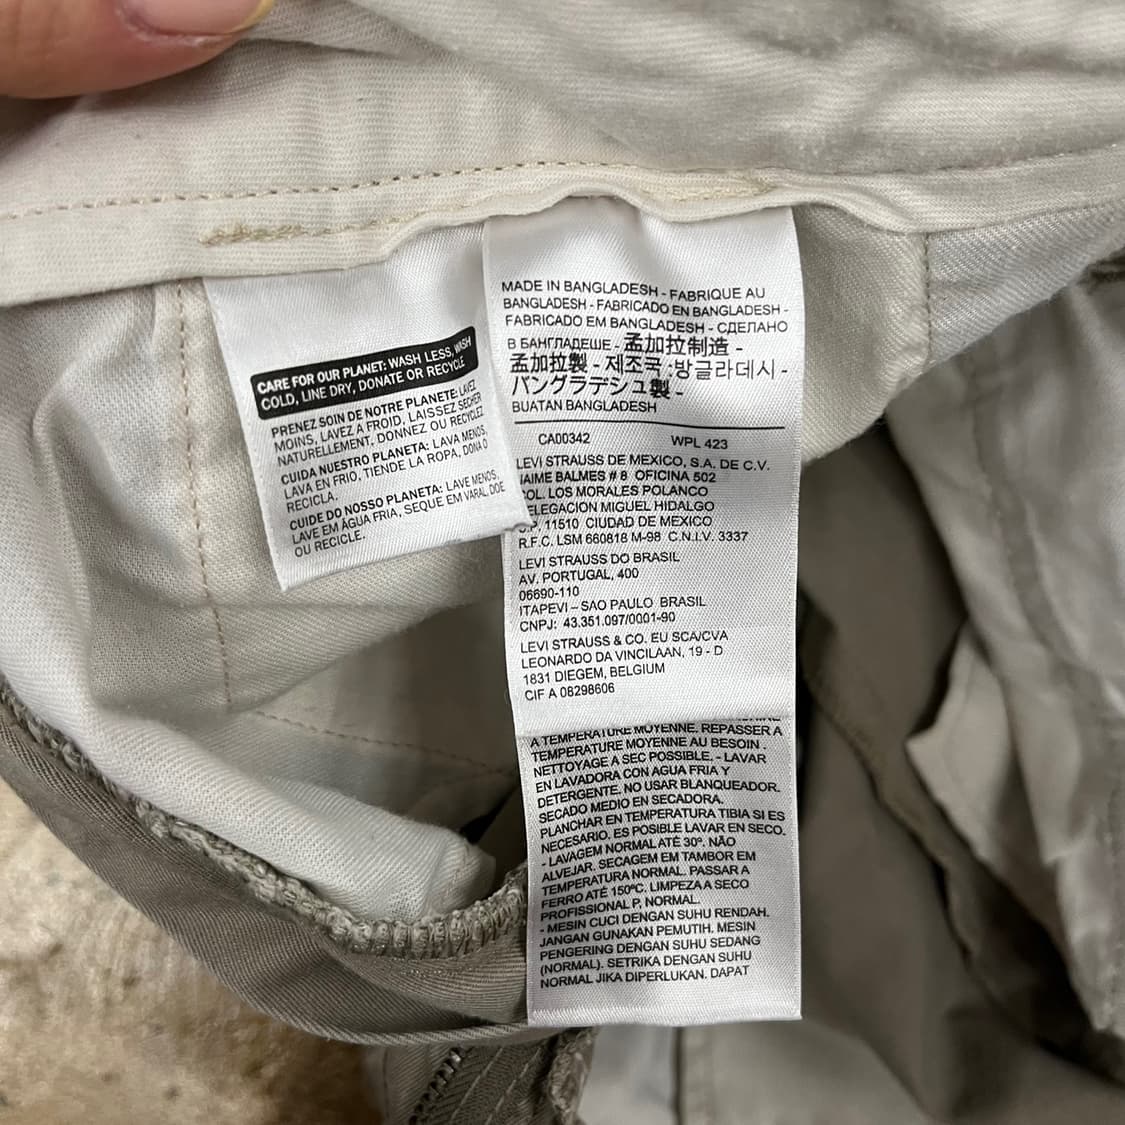 CARE FOR OUR PLANET: WASH LESS, WASH
COLD, LINE DRY, DONATE OR RECYCLE
PRENEZ SOIN DE NOTRE PLANETE: LAVEZ
MOINS, LAVEZ A FROID, LAISSEZ SECHER
NATURELLEMENT, DONNEZ OU RECYCLEZ
CUIDA NUESTRO PLANETA: LAVA MENOS,
LAVA EN FRIO, TIENDE LA ROPA, DONA O
RECICLA.
CUIDE DO NOSSO PLANETA: LAVE MENOS,
LAVE EM ÁGUA FRIA, SEQUE EM VARAL, DOE
OU RECICLE.
MADE IN BANGLADESH - FABRIQUE AU
BANGLADESH - FABRICADO EN BANGLADESH -
FABRICADO EM BANGLADESH - СДЕЛАНО
В БАНГЛАДЕШЕ - 孟加拉制造 -
孟加拉製 - 제조국 :방글라데시 -
バングラデシュ製 -
BUATAN BANGLADESH
CA00342 WPL 423
LEVI STRAUSS DE MEXICO, S.A. DE C.V.
JAIME BALMES # 8 OFICINA 502
COL. LOS MORALES POLANCO
ELEGACION MIGUEL HIDALGO
.P. 11510 CIUDAD DE MEXICO
R.F.C. LSM 660818 M-98 C.N.I.V. 3337
LEVI STRAUSS DO BRASIL
AV. PORTUGAL, 400
06690-110
ITAPEVI – SAO PAULO BRASIL
CNPJ: 43.351.097/0001-90
LEVI STRAUSS & CO. EU SCA/CVA
LEONARDO DA VINCILAAN, 19 - D
1831 DIEGEM, BELGIUM
CIF A 08298606
A TEMPERATURE MOYENNE. REPASSER A
TEMPERATURE MOYENNE AU BESOIN .
NETTOYAGE A SEC POSSIBLE. - LAVAR
EN LAVADORA CON AGUA FRIA Y
DETERGENTE. NO USAR BLANQUEADOR.
SECADO MEDIO EN SECADORA.
PLANCHAR EN TEMPERATURA TIBIA SI ES
NECESARIO. ES POSIBLE LAVAR EN SECO.
- LAVAGEM NORMAL ATÉ 30º. NÃO
ALVEJAR. SECAGEM EM TAMBOR EM
TEMPERATURA NORMAL. PASSAR A
FERRO ATÉ 150ºC. LIMPEZA A SECO
PROFISSIONAL P, NORMAL.
- MESIN CUCI DENGAN SUHU RENDAH.
JANGAN GUNAKAN PEMUTIH. MESIN
PENGERING DENGAN SUHU SEDANG
(NORMAL). SETRIKA DENGAN SUHU
NORMAL JIKA DIPERLUKAN. DAPAT